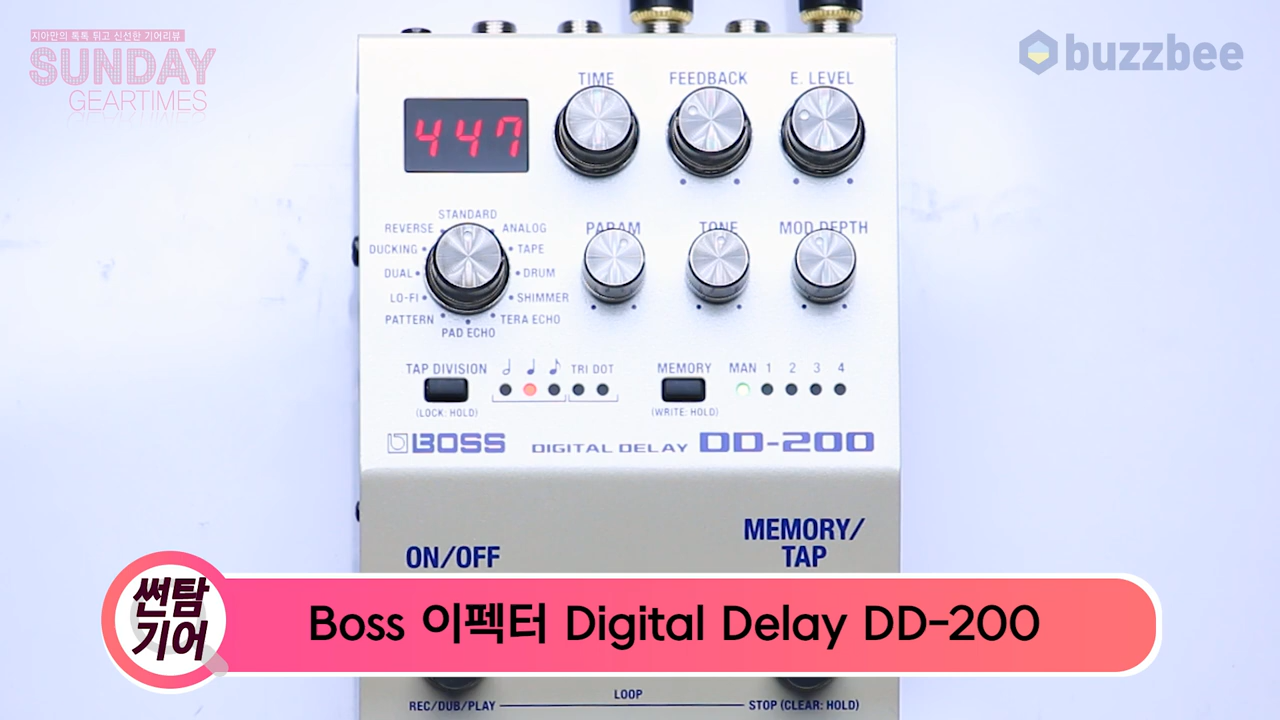 지아만의 톡톡 튀고 신선한 기어리뷰
SUNDAY
GEARTIMES
buzzbee
TIME
FEEDBACK
E. LEVEL
447
STANDARD
REVERSE
ANALOG
DUCKING
TAPE
DUAL
DRUM
LO-FI
SHIMMER
PATTERN
TERA ECHO
PAD ECHO
PARAM
TONE
MOD DEPTH
TAP DIVISION
TRI DOT
(LOCK: HOLD)
MEMORY
MAN 1 2 3 4
(WRITE: HOLD)
BOSS
DIGITAL DELAY DD-200
ON/OFF
MEMORY/
TAP
썬탐
기어
Boss 이펙터 Digital Delay DD-200
REC/DUB/PLAY
LOOP
STOP (CLEAR: HOLD)